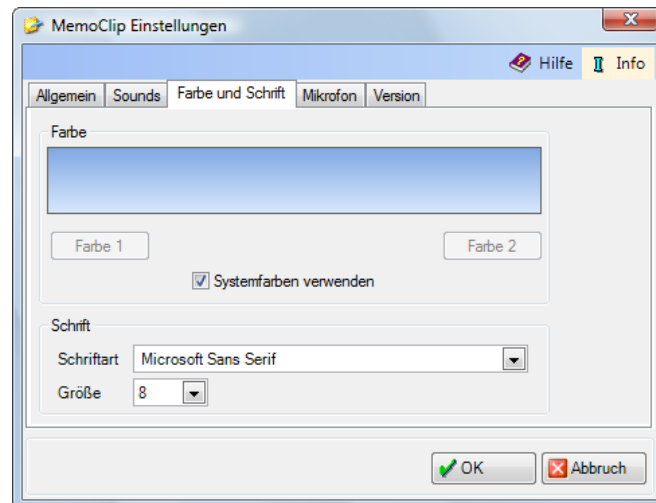 MemoClip Einstellungen
Hilfe Info
Allgemein Sounds Farbe und Schrift Mikrofon Version
Farbe
Farbe 1 Farbe 2
Systemfarben verwenden
Schrift
Schriftart Microsoft Sans Serif
Größe 8
OK Abbruch